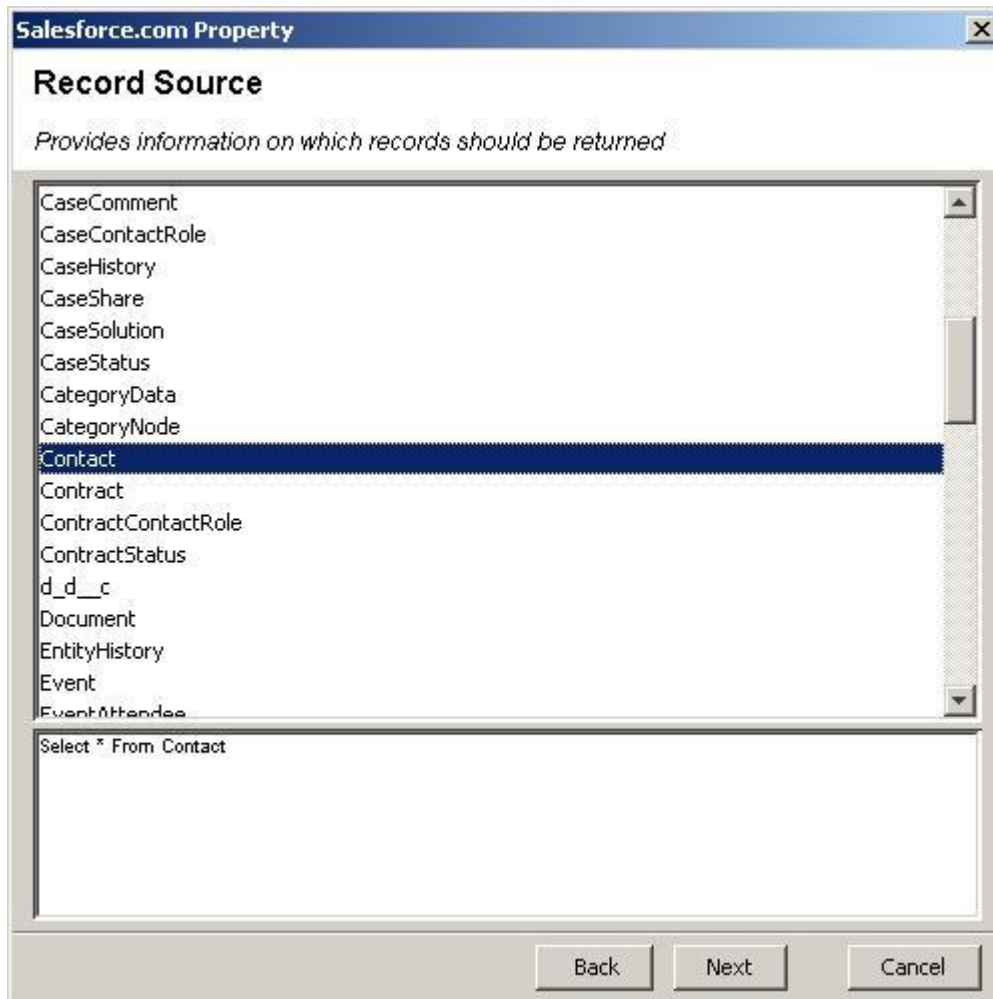 Salesforce.com Property
Record Source
Provides information on which records should be returned
CaseComment
CaseContactRole
CaseHistory
CaseShare
CaseSolution
CaseStatus
CategoryData
CategoryNode
Contact
Contract
ContractContactRole
ContractStatus
d_d__c
Document
EntityHistory
Event
EventAttendee
Select * From Contact
Back Next Cancel